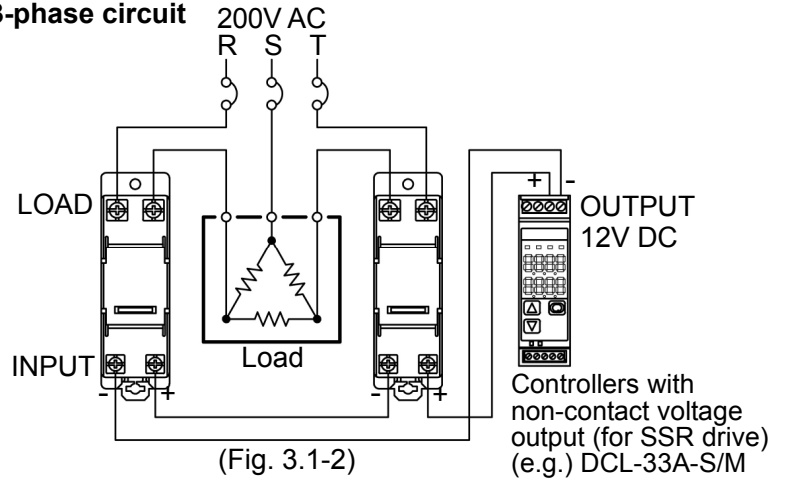 3-phase circuit
200V AC
R S T
LOAD
+ -
OUTPUT
12V DC
INPUT
Load
- + - +
Controllers with
non-contact voltage
output (for SSR drive)
(e.g.) DCL-33A-S/M
(Fig. 3.1-2)